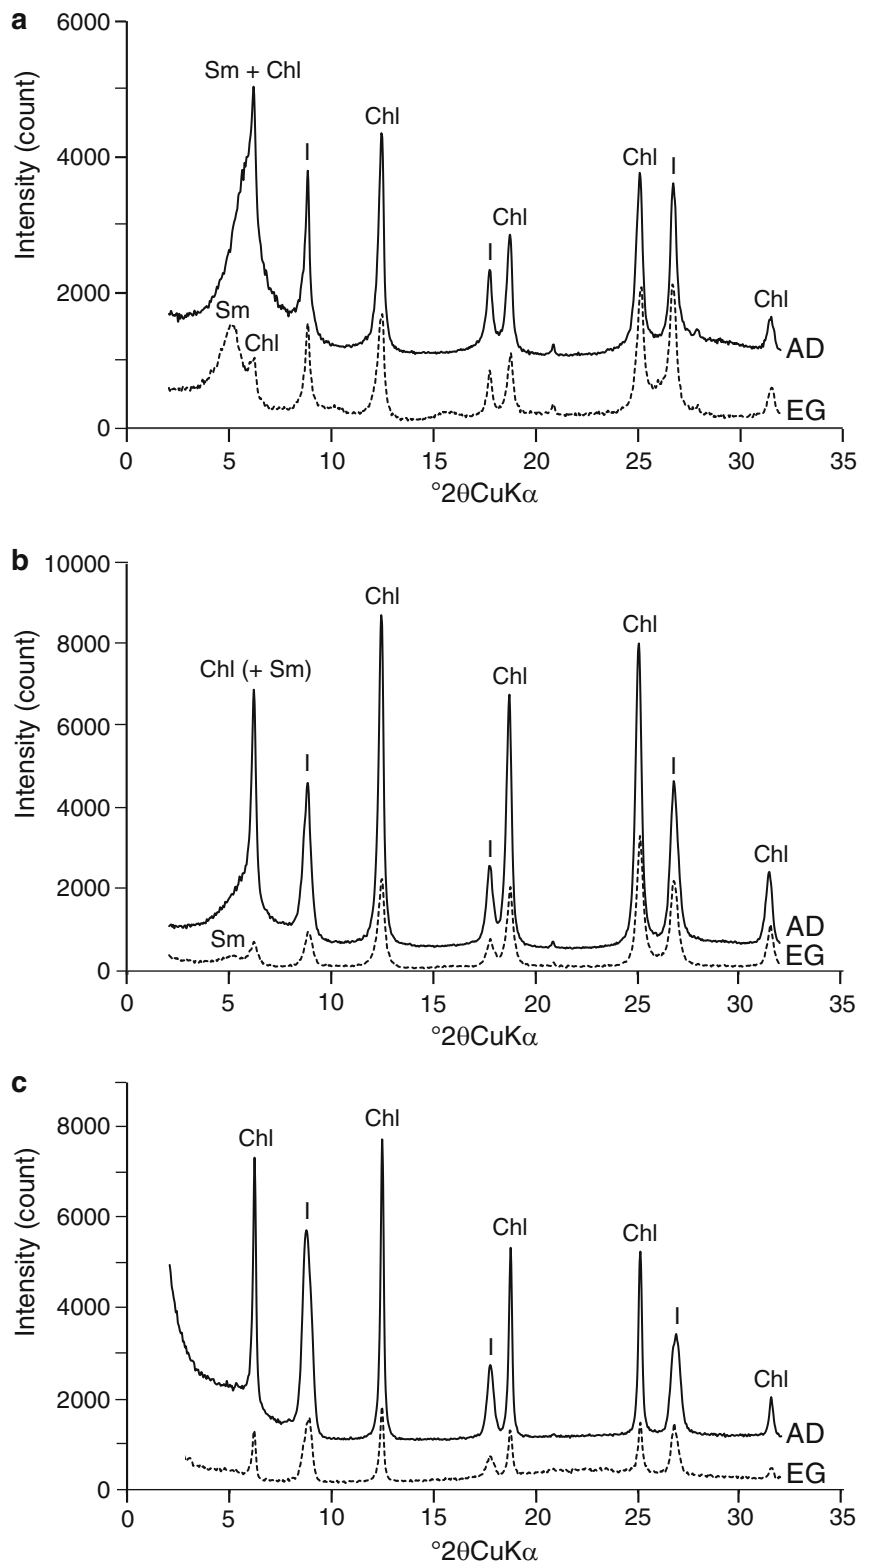 a
6000
4000
2000
0
Intensity (count)
Sm + Chl
I
Chl
I
Chl
Chl
I
Chl
Sm
Chl
AD
EG
0 5 10 15 20 25 30 35
°2θCuKα
b
10000
8000
6000
4000
2000
0
Intensity (count)
Chl (+ Sm)
I
Chl
I
Chl
Chl
I
Chl
Sm
AD
EG
0 5 10 15 20 25 30 35
°2θCuKα
c
8000
6000
4000
2000
0
Intensity (count)
Chl
I
Chl
I
Chl
Chl
I
Chl
AD
EG
0 5 10 15 20 25 30 35
°2θCuKα